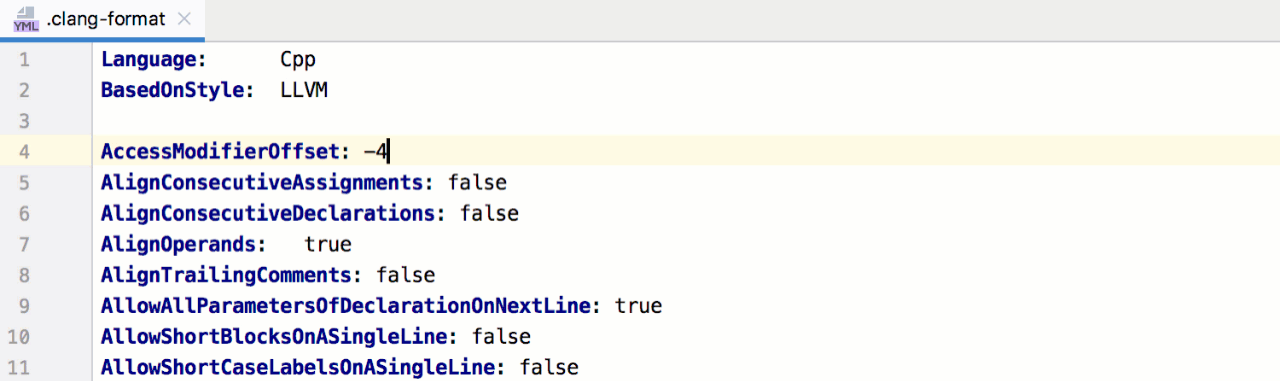 YML .clang-format
1 Language:      Cpp
2 BasedOnStyle:  LLVM
3
4 AccessModifierOffset: -4
5 AlignConsecutiveAssignments: false
6 AlignConsecutiveDeclarations: false
7 AlignOperands:   true
8 AlignTrailingComments: false
9 AllowAllParametersOfDeclarationOnNextLine: true
10 AllowShortBlocksOnASingleLine: false
11 AllowShortCaseLabelsOnASingleLine: false